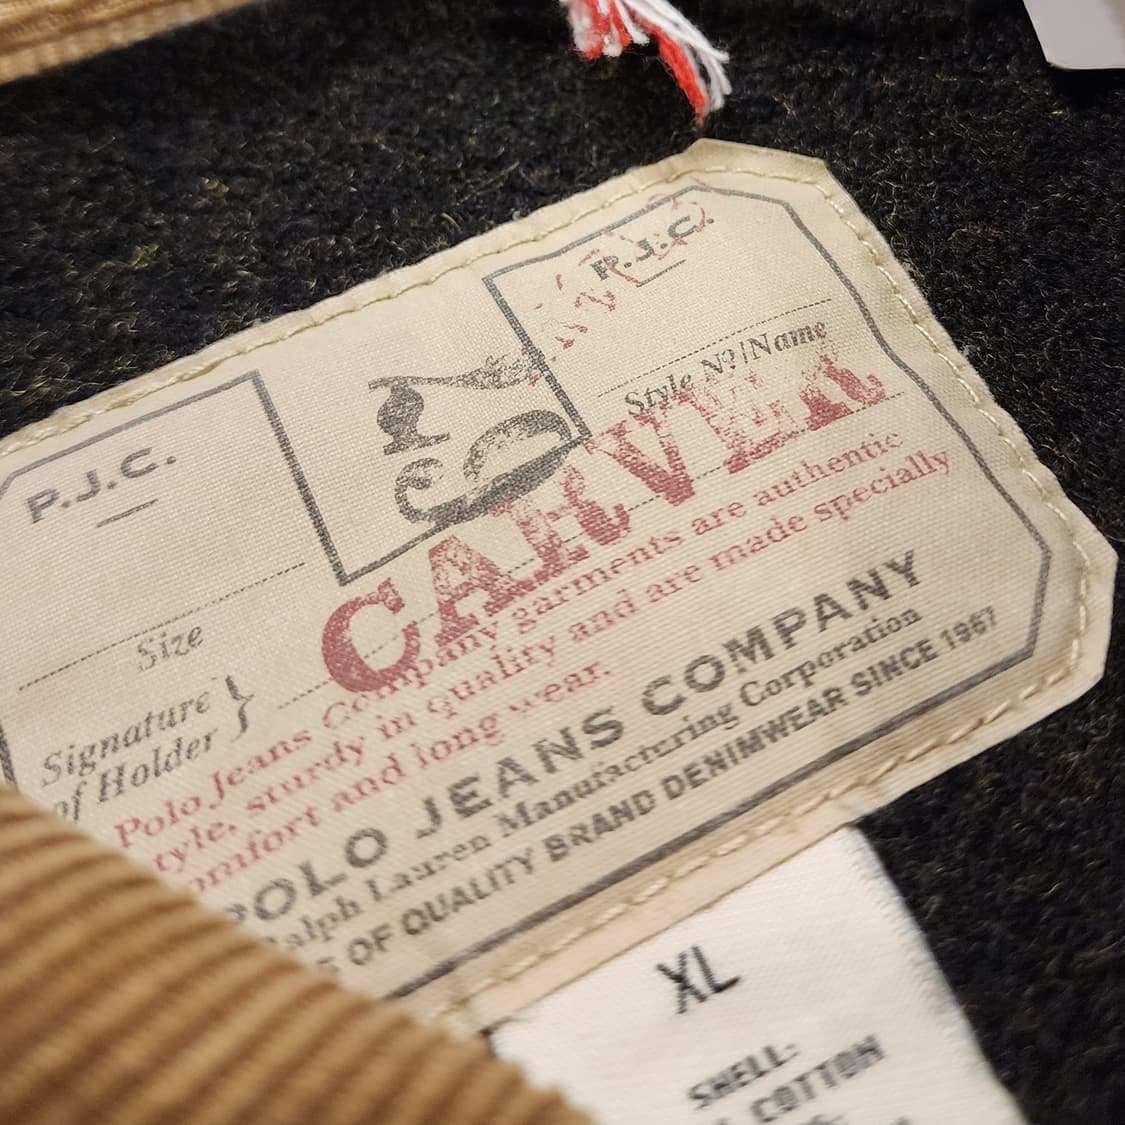 P.J.C.
P.J.C.
Style Nº/Name
CARVER
Size
Signature
of Holder
Polo Jeans Company garments are authentic
style, sturdy in quality and are made specially
comfort and long wear.
POLO JEANS COMPANY
Ralph Lauren Manufacturing Corporation
OF QUALITY BRAND DENIMWEAR SINCE 1967
XL
SHELL:
COTTON